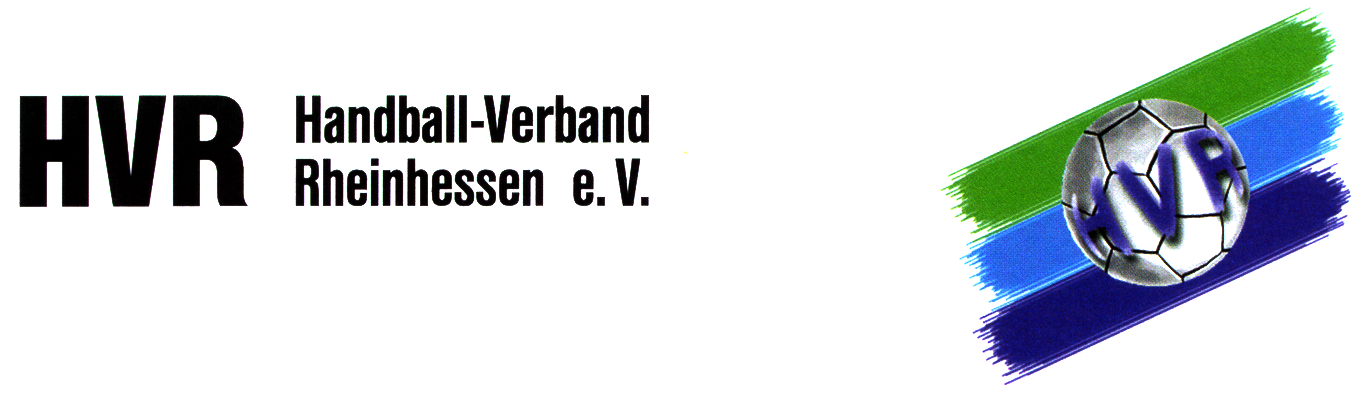 HVR
Handball-Verband
Rheinhessen e. V.
HVR